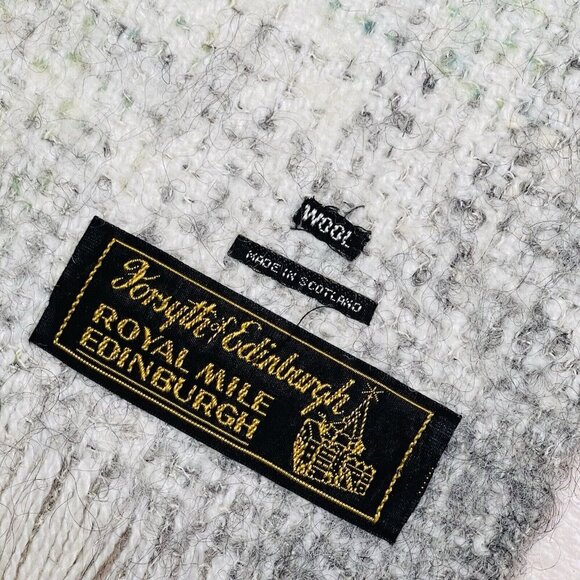 WOOL
MADE IN SCOTLAND
Forsyth of Edinburgh
ROYAL MILE
EDINBURGH